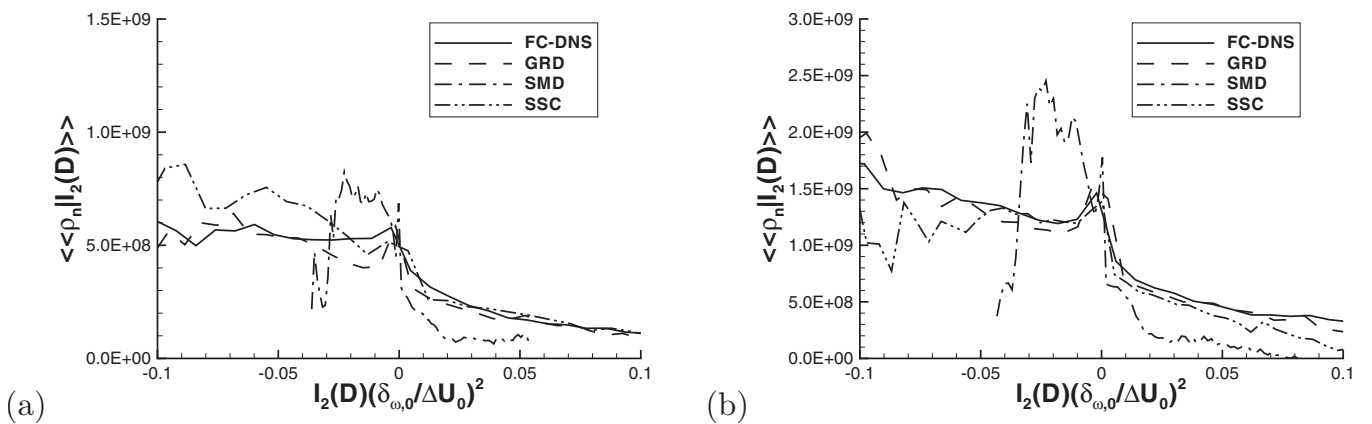 1.5E+09
1.0E+09
5.0E+08
0.0E+00
<<ρₙ|I₂(D)>>
FC-DNS
GRD
SMD
SSC
-0.1
-0.05
0
0.05
0.1
I₂(D)(δ_ω,0/ΔU₀)²
(a)
3.0E+09
2.5E+09
2.0E+09
1.5E+09
1.0E+09
5.0E+08
0.0E+00
<<ρₙ|I₂(D)>>
FC-DNS
GRD
SMD
SSC
-0.1
-0.05
0
0.05
0.1
I₂(D)(δ_ω,0/ΔU₀)²
(b)